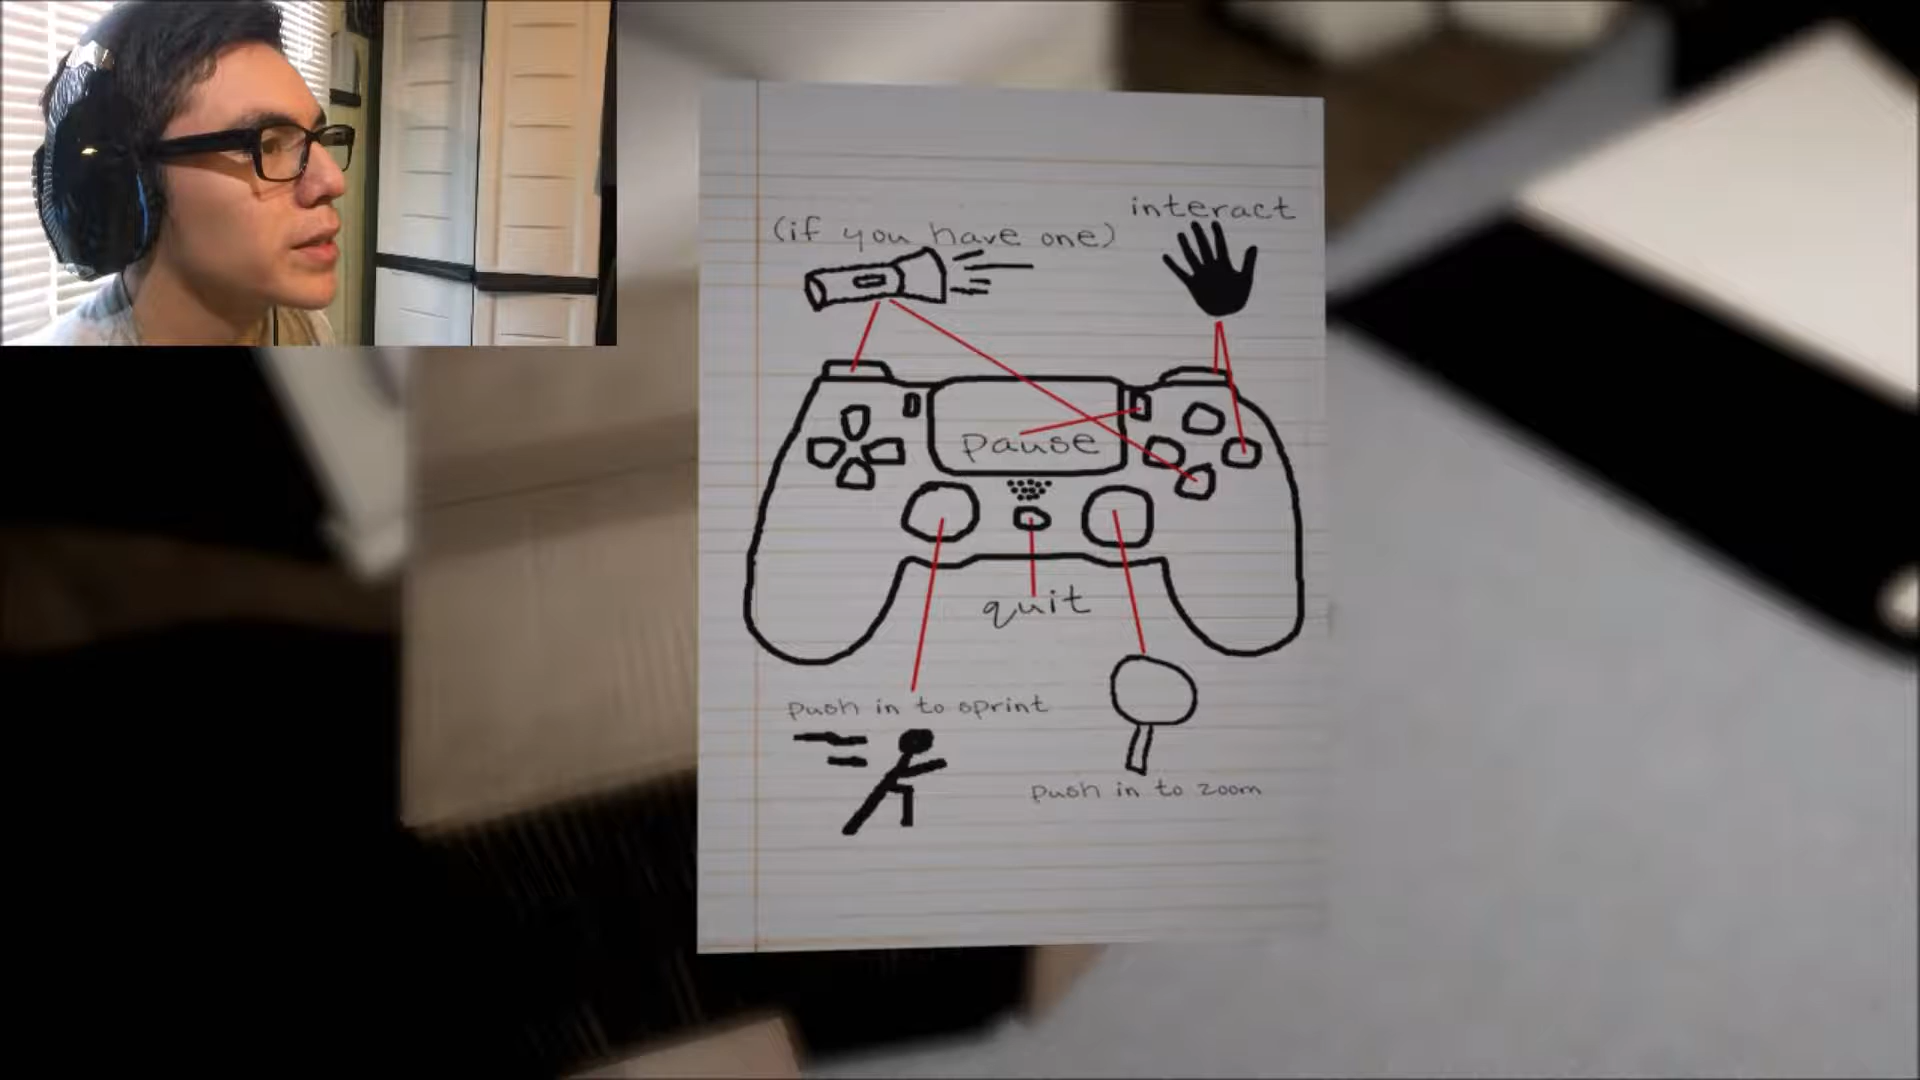 interact
(if you have one)
pause
quit
push in to sprint
push in to zoom